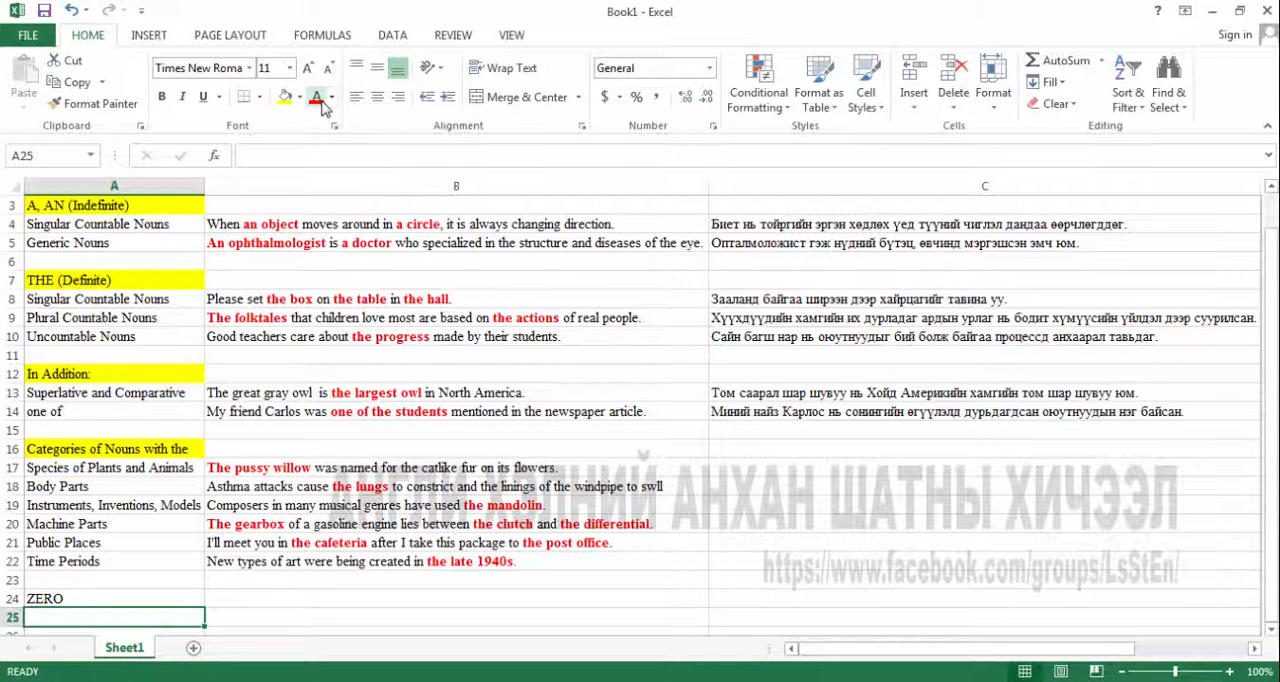 Book1 - Excel
?
FILE HOME INSERT PAGE LAYOUT FORMULAS DATA REVIEW VIEW Sign in
Paste Cut Copy Format Painter Clipboard
Times New Roma 11 B I U A Font
Wrap Text Merge & Center Alignment
General $ % , Number
Conditional Formatting Format as Table Cell Styles Styles
Insert Delete Format Cells
AutoSum Fill Clear Sort & Filter Find & Select Editing
A25 fx
A B C
3 A, AN (Indefinite)
4 Singular Countable Nouns When an object moves around in a circle, it is always changing direction. Биет нь тойргийн эргэн хөдлөх үед түүний чиглэл дандаа өөрчлөгддөг.
5 Generic Nouns An ophthalmologist is a doctor who specialized in the structure and diseases of the eye. Опталмоложист гэж нүдний бүтэц, өвчинд мэргэшсэн эмч юм.
6
7 THE (Definite)
8 Singular Countable Nouns Please set the box on the table in the hall. Зааланд байгаа ширээн дээр хайрцагийг тавина уу.
9 Plural Countable Nouns The folktales that children love most are based on the actions of real people. Хүүхдүүдийн хамгийн их дурладаг ардын урлаг нь бодит хүмүүсийн үйлдэл дээр суурилсан.
10 Uncountable Nouns Good teachers care about the progress made by their students. Сайн багш нар нь оюутнуудыг бий болж байгаа процессд анхаарал тавьдаг.
11
12 In Addition:
13 Superlative and Comparative The great gray owl is the largest owl in North America. Том саарал шар шувуу нь Хойд Америкийн хамгийн том шар шувуу юм.
14 one of My friend Carlos was one of the students mentioned in the newspaper article. Миний найз Карлос нь сонингийн өгүүлэлд дурьдагдсан оюутнуудын нэг байсан.
15
16 Categories of Nouns with the
17 Species of Plants and Animals The pussy willow was named for the catlike fur on its flowers.
18 Body Parts Asthma attacks cause the lungs to constrict and the linings of the windpipe to swll
19 Instruments, Inventions, Models Composers in many musical genres have used the mandolin.
20 Machine Parts The gearbox of a gasoline engine lies between the clutch and the differential.
21 Public Places I'll meet you in the cafeteria after I take this package to the post office.
22 Time Periods New types of art were being created in the late 1940s.
23
24 ZERO
25
АНГЛИ ХЭЛНИЙ АНХАН ШАТНЫ ХИЧЭЭЛ
https://www.facebook.com/groups/LsStEn/
Sheet1
READY 100%